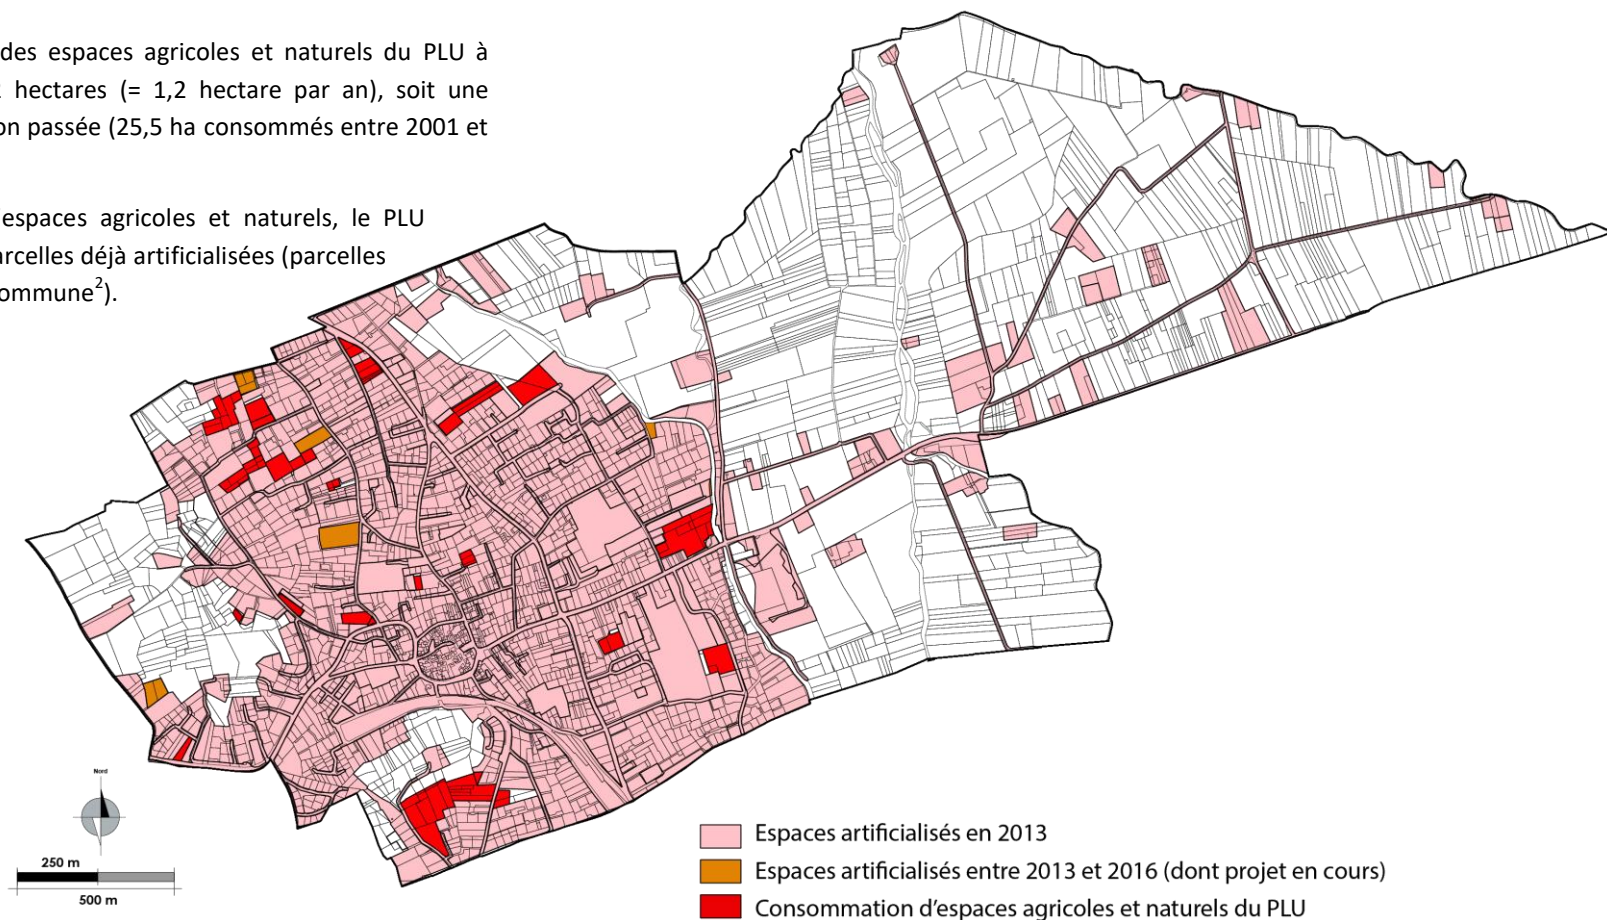 des espaces agricoles et naturels du PLU à
hectares (= 1,2 hectare par an), soit une
on passée (25,5 ha consommés entre 2001 et
espaces agricoles et naturels, le PLU
arcelles déjà artificialisées (parcelles
commune²).
Nord
250 m
500 m
Espaces artificialisés en 2013
Espaces artificialisés entre 2013 et 2016 (dont projet en cours)
Consommation d'espaces agricoles et naturels du PLU